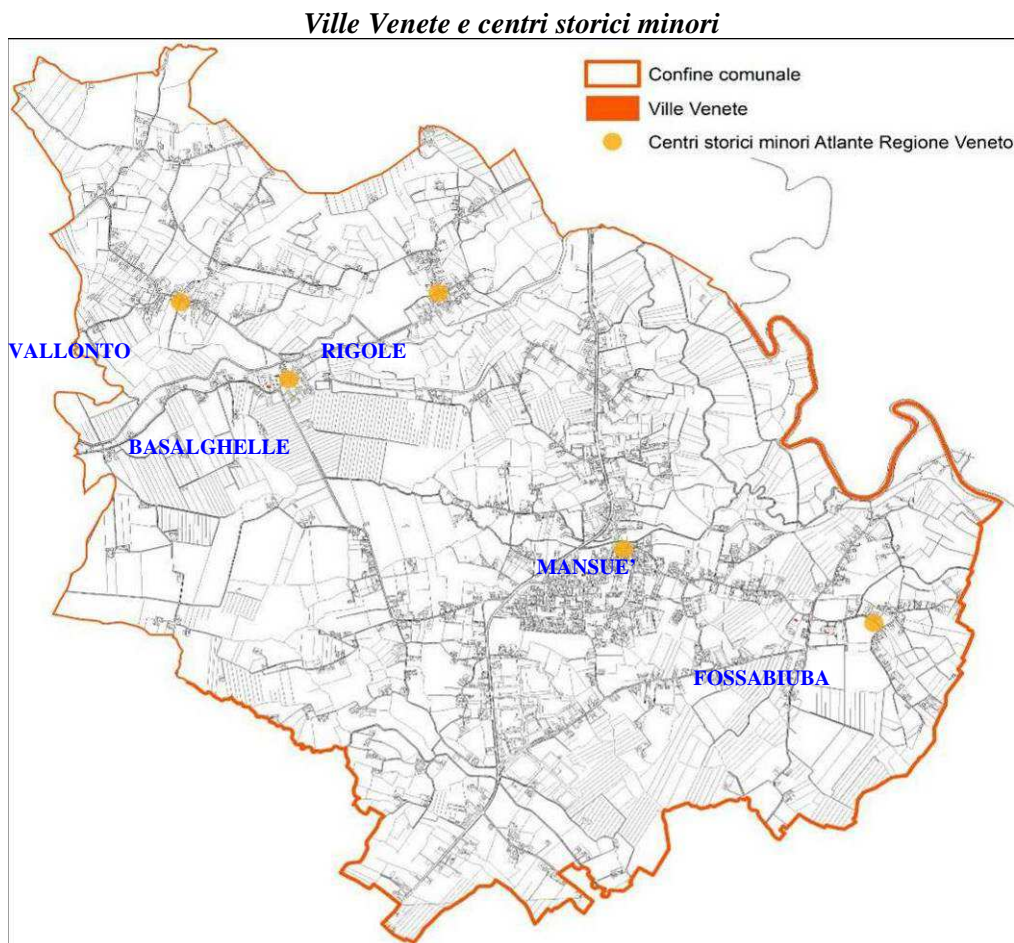 Ville Venete e centri storici minori
Confine comunale
Ville Venete
Centri storici minori Atlante Regione Veneto
VALLONTO
RIGOLE
BASALGHELLE
MANSUE’
FOSSABIUBA